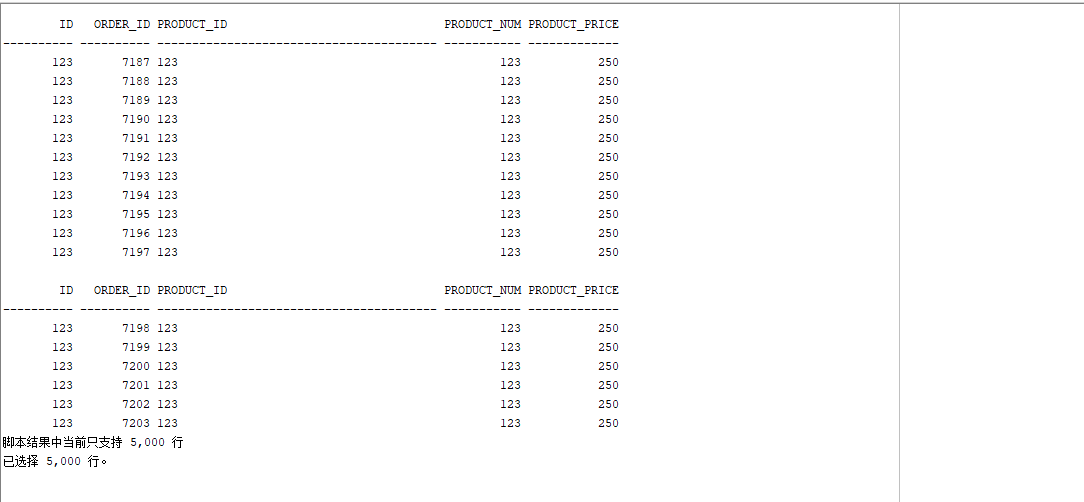 ID ORDER_ID PRODUCT_ID PRODUCT_NUM PRODUCT_PRICE
---------- ---------- ---------------------------------------- ----------- -------------
123 7187 123 123 250
123 7188 123 123 250
123 7189 123 123 250
123 7190 123 123 250
123 7191 123 123 250
123 7192 123 123 250
123 7193 123 123 250
123 7194 123 123 250
123 7195 123 123 250
123 7196 123 123 250
123 7197 123 123 250
ID ORDER_ID PRODUCT_ID PRODUCT_NUM PRODUCT_PRICE
---------- ---------- ---------------------------------------- ----------- -------------
123 7198 123 123 250
123 7199 123 123 250
123 7200 123 123 250
123 7201 123 123 250
123 7202 123 123 250
123 7203 123 123 250
脚本结果中当前只支持 5,000 行
已选择 5,000 行。